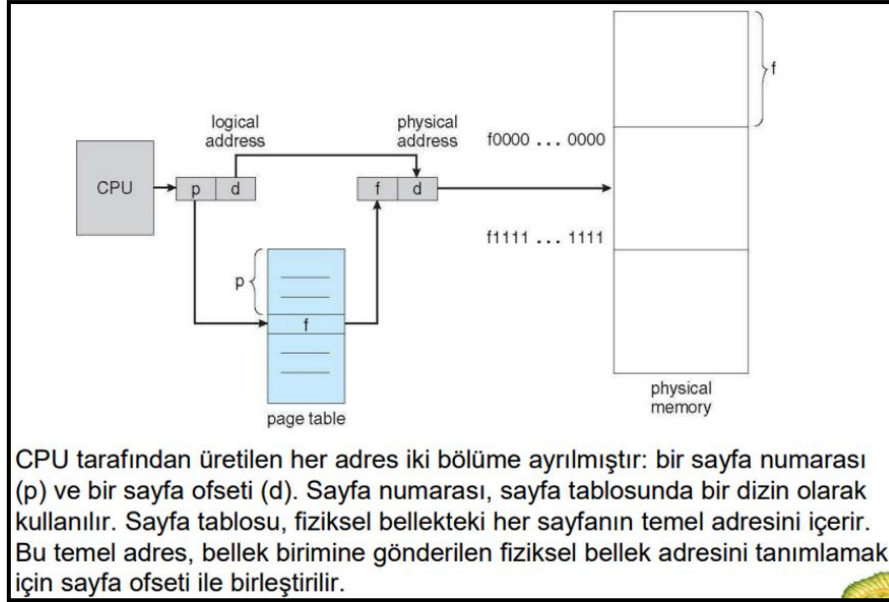 logical
address
physical
address
f
f0000 ... 0000
CPU
p d
f d
f1111 ... 1111
p
f
page table
physical
memory
CPU tarafından üretilen her adres iki bölüme ayrılmıştır: bir sayfa numarası
(p) ve bir sayfa ofseti (d). Sayfa numarası, sayfa tablosunda bir dizin olarak
kullanılır. Sayfa tablosu, fiziksel bellekteki her sayfanın temel adresini içerir.
Bu temel adres, bellek birimine gönderilen fiziksel bellek adresini tanımlamak
için sayfa ofseti ile birleştirilir.